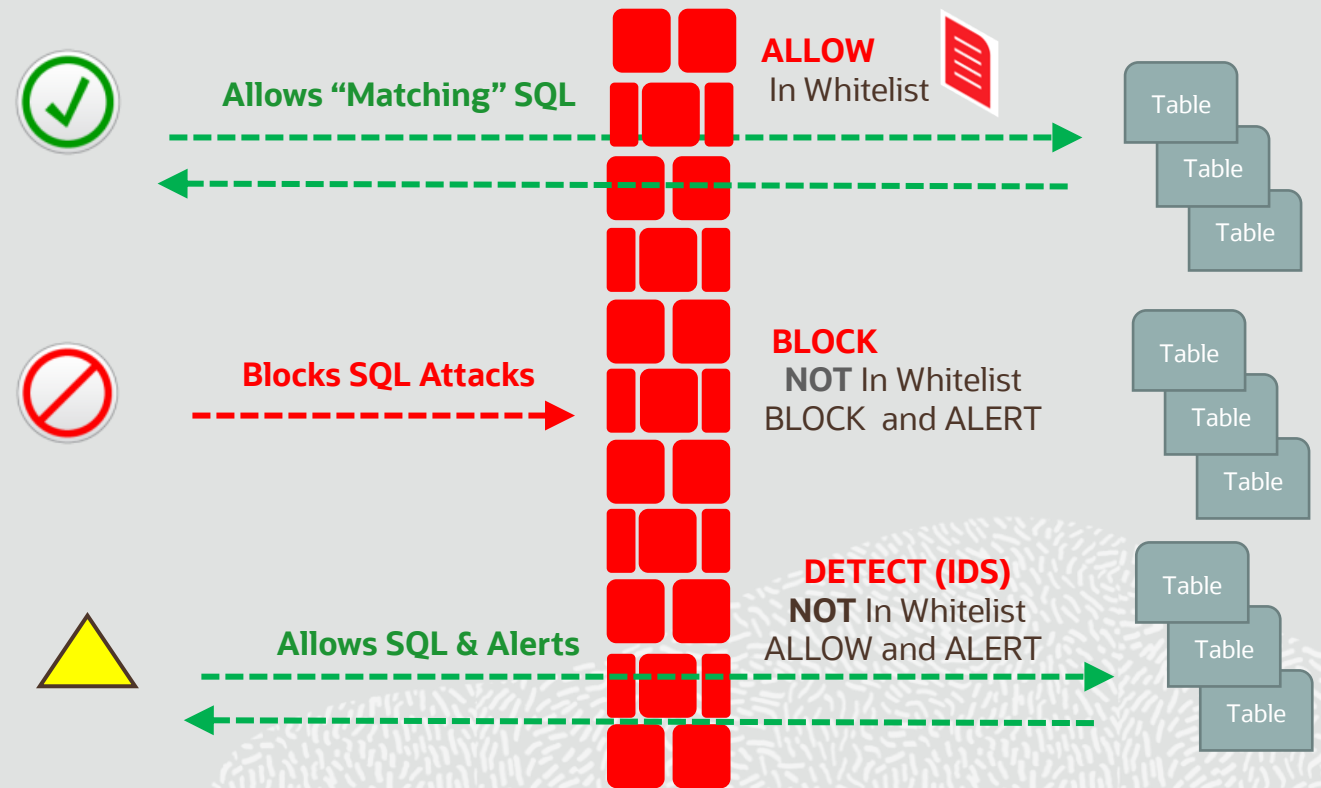 Allows “Matching” SQL
ALLOW
In Whitelist
Table
Table
Table
Blocks SQL Attacks
BLOCK
NOT In Whitelist
BLOCK and ALERT
Table
Table
Table
Allows SQL & Alerts
DETECT (IDS)
NOT In Whitelist
ALLOW and ALERT
Table
Table
Table